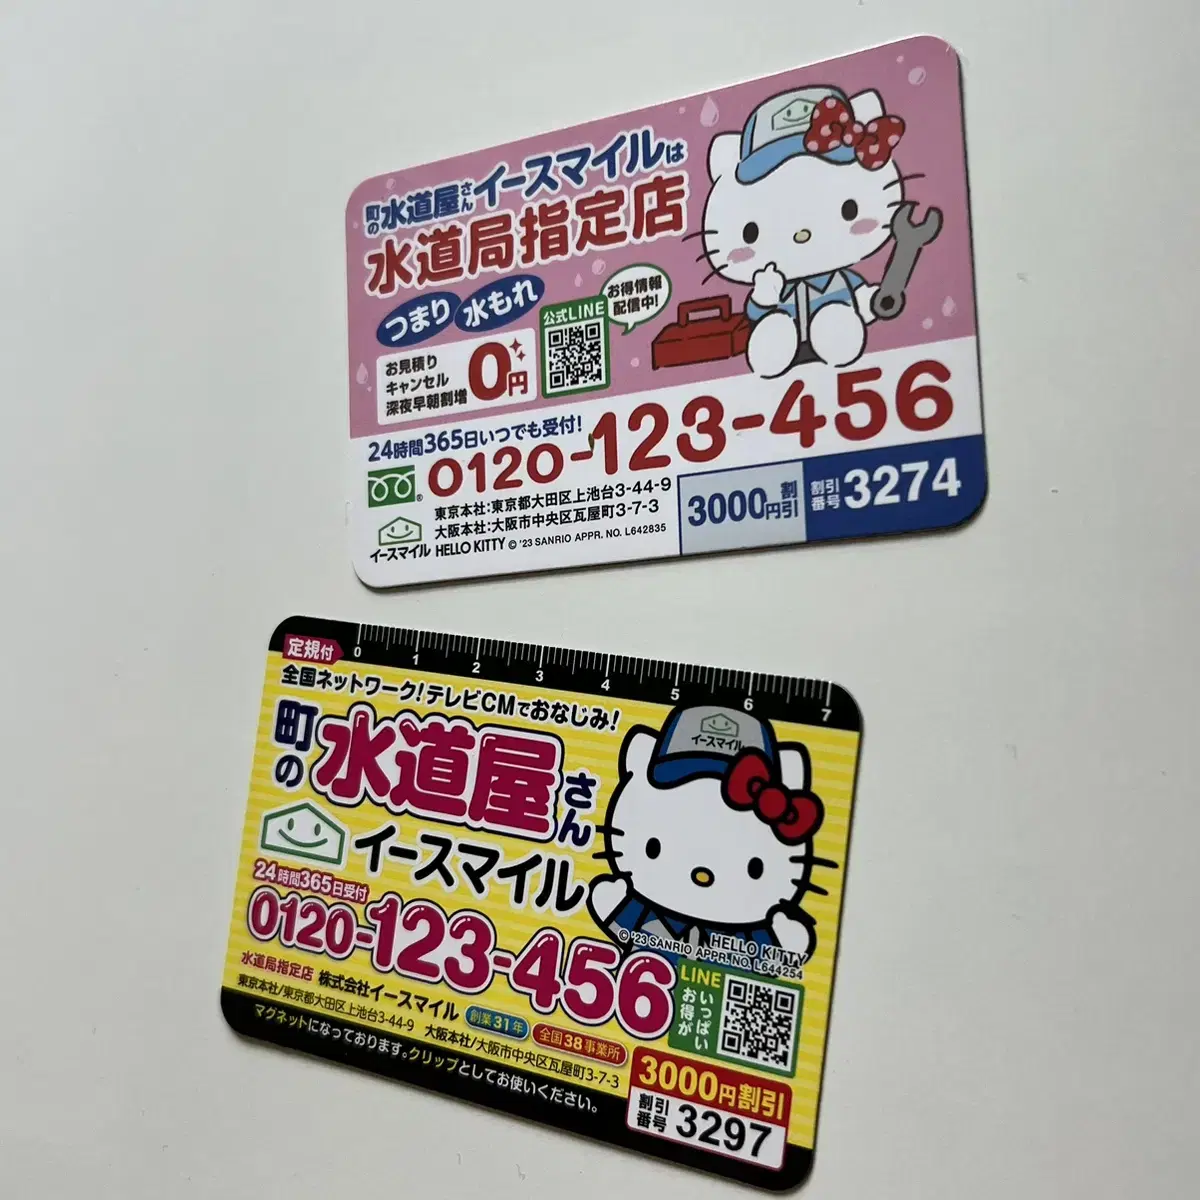 町の水道屋さんイースマイルは
水道局指定店
つまり 水もれ
お見積り
キャンセル
深夜早朝割増
0円
公式LINE
お得情報
配信中!
24時間365日いつでも受付!
0120-123-456
東京本社:東京都大田区上池台3-44-9
大阪本社:大阪市中央区瓦屋町3-7-3
イースマイル HELLO KITTY © '23 SANRIO APPR. NO. L642835
3000円割引
割引番号 3274
定規付 0 1 2 3 4 5 6 7
全国ネットワーク!テレビCMでおなじみ!
町の水道屋さん
イースマイル
イースマイル
24時間365日受付
0120-123-456
HELLO KITTY
© '23 SANRIO APPR. NO. L644254
水道局指定店 株式会社イースマイル 創業31年 全国38事業所
東京本社/東京都大田区上池台3-44-9 大阪本社/大阪市中央区瓦屋町3-7-3
マグネットになっております。クリップとしてお使いください。
LINE
いっぱい
お得が
3000円割引
割引番号 3297